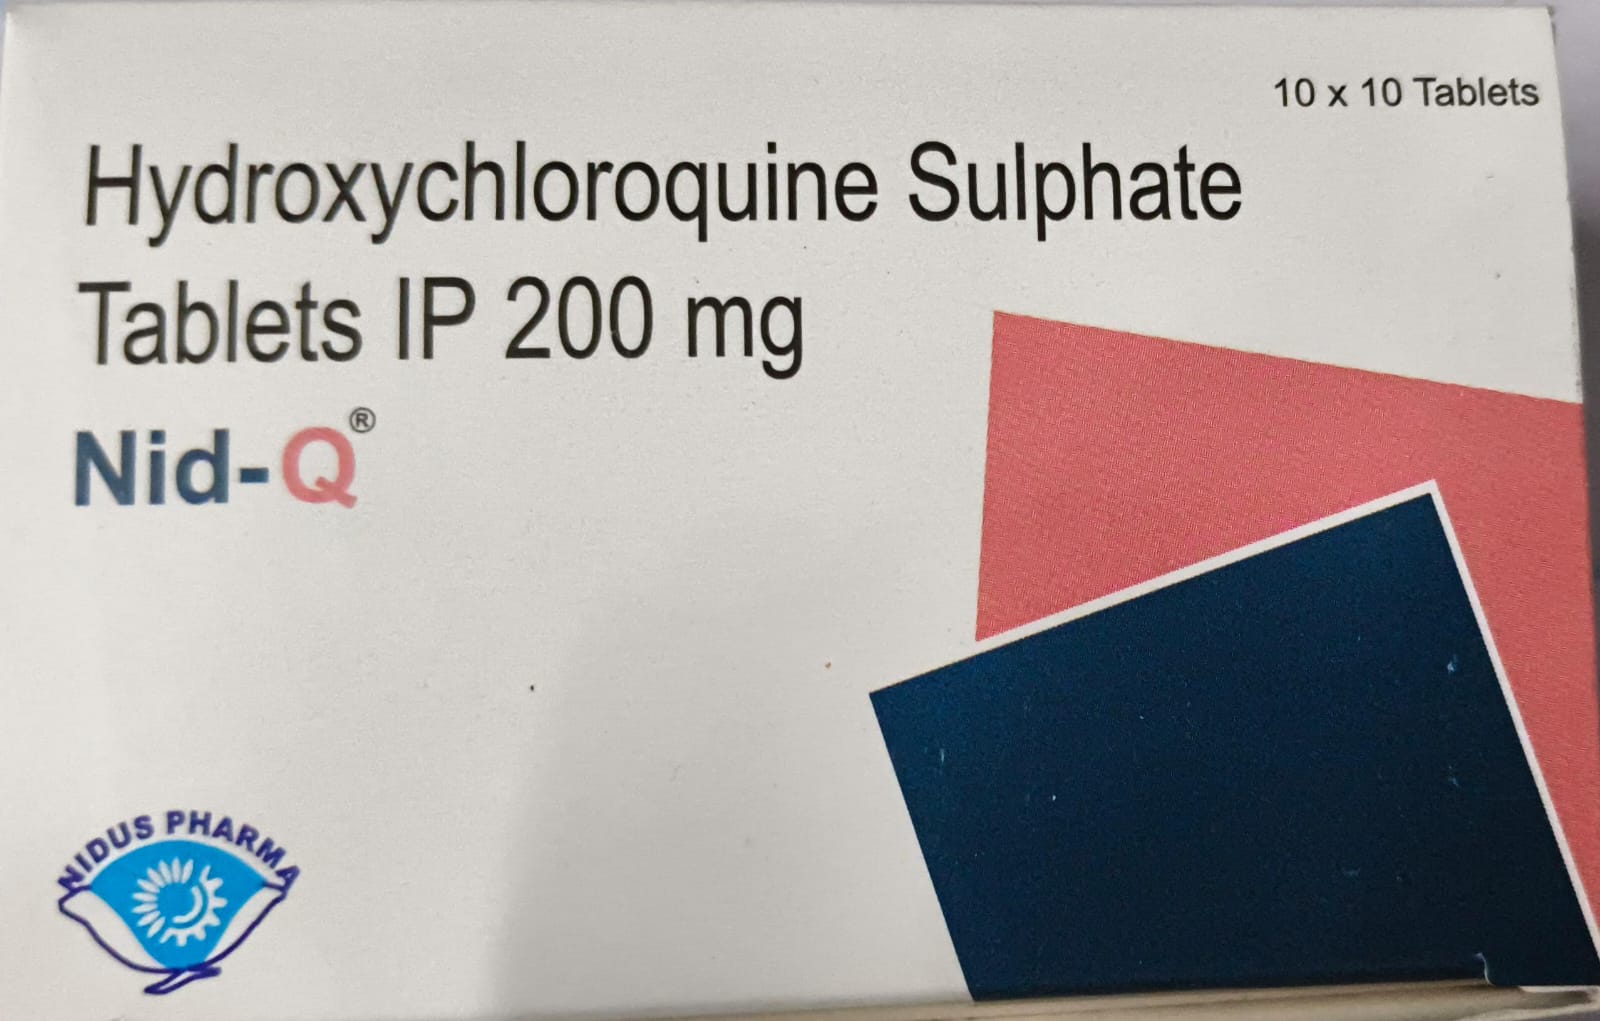 10 x 10 Tablets
Hydroxychloroquine Sulphate
Tablets IP 200 mg
Nid-Q®
NIDUS PHARMA